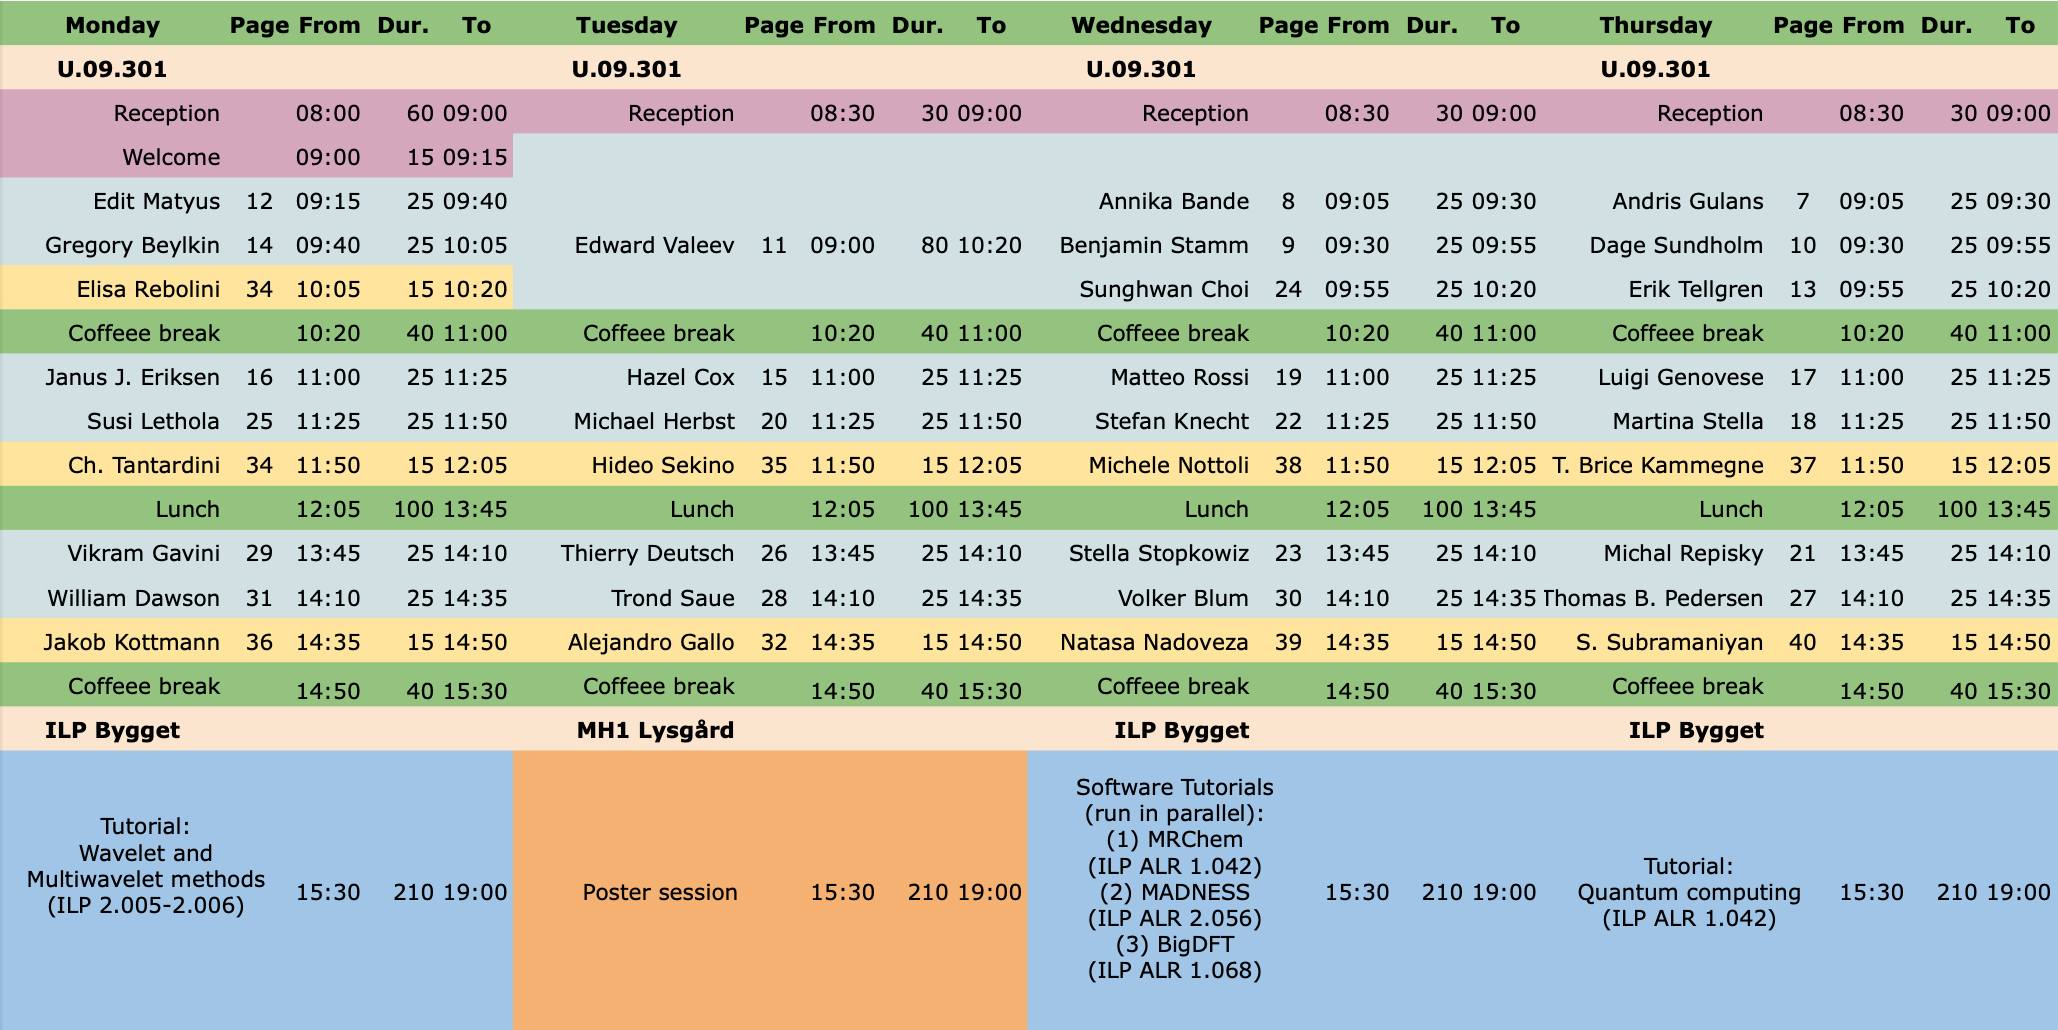 Monday Page From Dur. To Tuesday Page From Dur. To Wednesday Page From Dur. To Thursday Page From Dur. To
U.09.301 U.09.301 U.09.301 U.09.301
Reception 08:00 60 09:00 Reception 08:30 30 09:00 Reception 08:30 30 09:00 Reception 08:30 30 09:00
Welcome 09:00 15 09:15
Edit Matyus 12 09:15 25 09:40 Annika Bande 8 09:05 25 09:30 Andris Gulans 7 09:05 25 09:30
Gregory Beylkin 14 09:40 25 10:05 Edward Valeev 11 09:00 80 10:20 Benjamin Stamm 9 09:30 25 09:55 Dage Sundholm 10 09:30 25 09:55
Elisa Rebolini 34 10:05 15 10:20 Sunghwan Choi 24 09:55 25 10:20 Erik Tellgren 13 09:55 25 10:20
Coffeee break 10:20 40 11:00 Coffeee break 10:20 40 11:00 Coffeee break 10:20 40 11:00 Coffeee break 10:20 40 11:00
Janus J. Eriksen 16 11:00 25 11:25 Hazel Cox 15 11:00 25 11:25 Matteo Rossi 19 11:00 25 11:25 Luigi Genovese 17 11:00 25 11:25
Susi Lethola 25 11:25 25 11:50 Michael Herbst 20 11:25 25 11:50 Stefan Knecht 22 11:25 25 11:50 Martina Stella 18 11:25 25 11:50
Ch. Tantardini 34 11:50 15 12:05 Hideo Sekino 35 11:50 15 12:05 Michele Nottoli 38 11:50 15 12:05 T. Brice Kammegne 37 11:50 15 12:05
Lunch 12:05 100 13:45 Lunch 12:05 100 13:45 Lunch 12:05 100 13:45 Lunch 12:05 100 13:45
Vikram Gavini 29 13:45 25 14:10 Thierry Deutsch 26 13:45 25 14:10 Stella Stopkowiz 23 13:45 25 14:10 Michal Repisky 21 13:45 25 14:10
William Dawson 31 14:10 25 14:35 Trond Saue 28 14:10 25 14:35 Volker Blum 30 14:10 25 14:35 Thomas B. Pedersen 27 14:10 25 14:35
Jakob Kottmann 36 14:35 15 14:50 Alejandro Gallo 32 14:35 15 14:50 Natasa Nadoveza 39 14:35 15 14:50 S. Subramaniyan 40 14:35 15 14:50
Coffeee break 14:50 40 15:30 Coffeee break 14:50 40 15:30 Coffeee break 14:50 40 15:30 Coffeee break 14:50 40 15:30
ILP Bygget MH1 Lysgård ILP Bygget ILP Bygget
Tutorial:
Wavelet and
Multiwavelet methods
(ILP 2.005-2.006)
15:30 210 19:00
Poster session 15:30 210 19:00
Software Tutorials
(run in parallel):
(1) MRChem
(ILP ALR 1.042)
(2) MADNESS
(ILP ALR 2.056)
(3) BigDFT
(ILP ALR 1.068)
15:30 210 19:00
Tutorial:
Quantum computing
(ILP ALR 1.042)
15:30 210 19:00